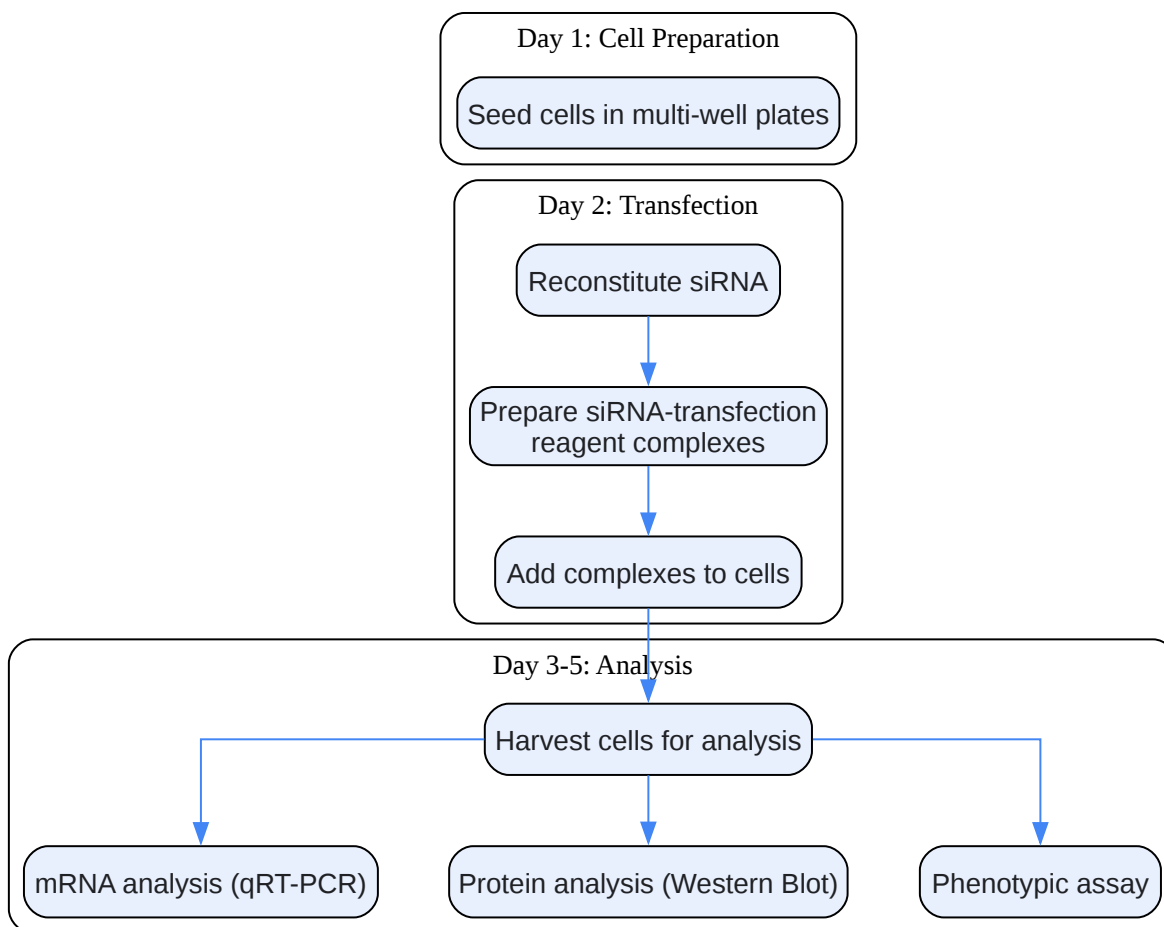 Day 1: Cell Preparation
Seed cells in multi-well plates
Day 2: Transfection
Reconstitute siRNA
Prepare siRNA-transfection
reagent complexes
Add complexes to cells
Day 3-5: Analysis
Harvest cells for analysis
mRNA analysis (qRT-PCR)
Protein analysis (Western Blot)
Phenotypic assay